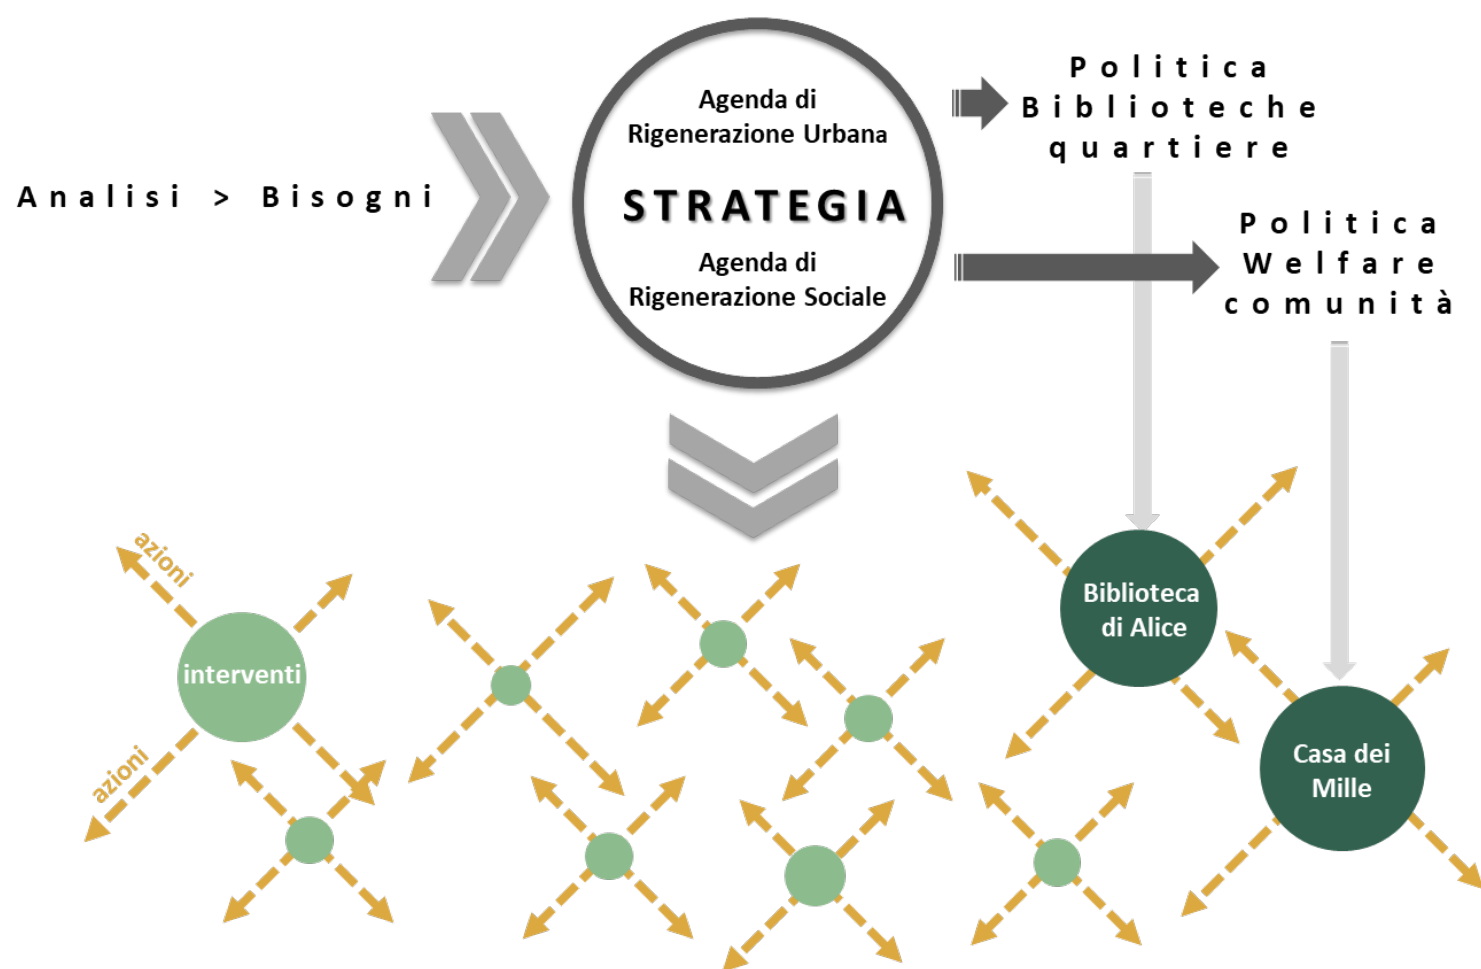 Analisi > Bisogni
Agenda di
Rigenerazione Urbana
STRATEGIA
Agenda di
Rigenerazione Sociale
Politica
Biblioteche
quartiere
Politica
Welfare
comunità
azioni
interventi
azioni
Biblioteca
di Alice
Casa dei
Mille